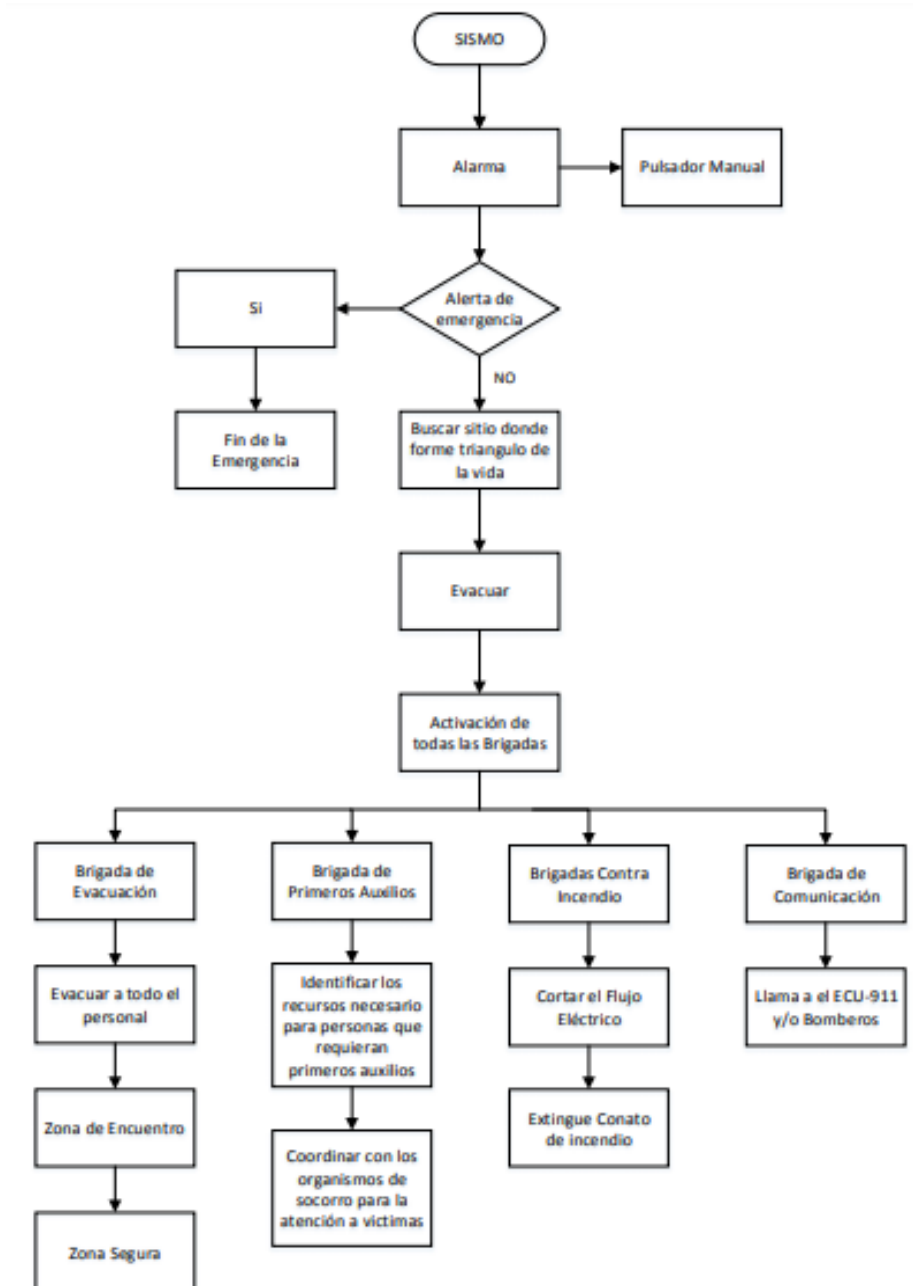 SISMO
Alarma
Pulsador Manual
Alerta de
emergencia
Si
NO
Fin de la
Emergencia
Buscar sitio donde
forme triangulo de
la vida
Evacuar
Activación de
todas las Brigadas
Brigada de
Evacuación
Brigada de
Primeros Auxilios
Brigadas Contra
Incendio
Brigada de
Comunicación
Evacuar a todo el
personal
Identificar los
recursos necesario
para personas que
requieran
primeros auxilios
Cortar el Flujo
Eléctrico
Llama a el ECU-911
y/o Bomberos
Zona de Encuentro
Coordinar con los
organismos de
socorro para la
atención a victimas
Extingue Conato
de incendio
Zona Segura